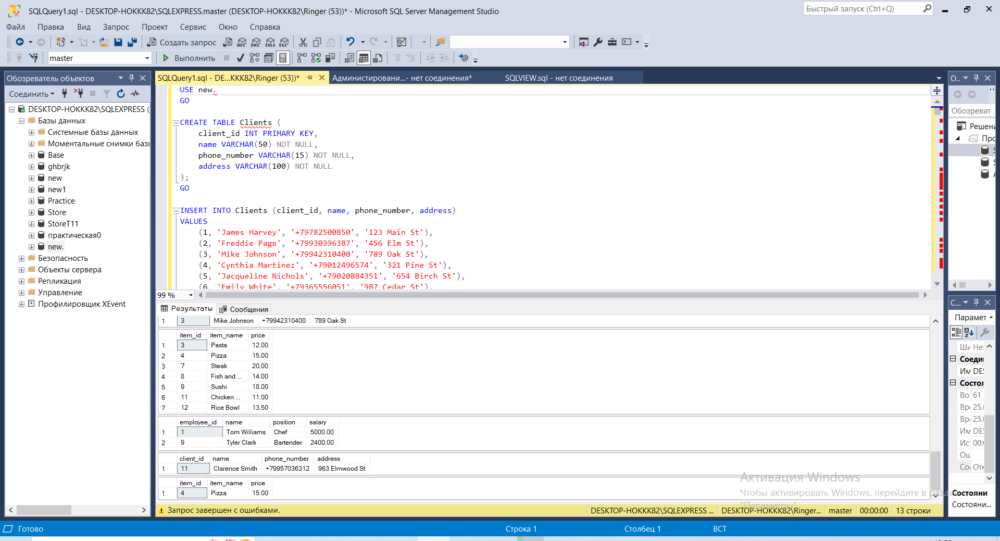 SQLQuery1.sql - DESKTOP-HOKKK82\SQLEXPRESS.master (DESKTOP-HOKKK82\Ringer (53))* - Microsoft SQL Server Management Studio
Быстрый запуск (Ctrl+Q)
Файл Правка Вид Запрос Проект Сервис Окно Справка
Создать запрос
MDX DMX XMLA DAX
master
Выполнить
Обозреватель объектов
Соединить
DESKTOP-HOKKK82\SQLEXPRESS (
Базы данных
Системные базы данных
Моментальные снимки базы
Base
ghbrjk
new
new1
Practice
Store
StoreT11
практическая0
new.
Безопасность
Объекты сервера
Репликация
Управление
Профилировщик XEvent
SQLQuery1.sql - DE...KKK82\Ringer (53))*
Администировани...- нет соединения*
SQLVIEW.sql - нет соединения
USE new.
GO
CREATE TABLE Clients (
client_id INT PRIMARY KEY,
name VARCHAR(50) NOT NULL,
phone_number VARCHAR(15) NOT NULL,
address VARCHAR(100) NOT NULL
);
GO
INSERT INTO Clients (client_id, name, phone_number, address)
VALUES
(1, 'James Harvey', '+79782500850', '123 Main St'),
(2, 'Freddie Page', '+79930396387', '456 Elm St'),
(3, 'Mike Johnson', '+79942310400', '789 Oak St'),
(4, 'Cynthia Martinez', '+79012496574', '321 Pine St'),
(5, 'Jacqueline Nichols', '+79020884351', '654 Birch St'),
(6, 'Emily White', '+79365556051', '987 Cedar St'),
99 %
Результаты Сообщения
1 3 Mike Johnson +79942310400 789 Oak St
item_id item_name price
1 3 Pasta 12.00
2 4 Pizza 15.00
3 7 Steak 20.00
4 8 Fish and ... 14.00
5 9 Sushi 18.00
6 11 Chicken ... 11.00
7 12 Rice Bowl 13.50
employee_id name position salary
1 1 Tom Williams Chef 5000.00
2 9 Tyler Clark Bartender 2400.00
client_id name phone_number address
1 11 Clarence Smith +79957036312 963 Elmwood St
item_id item_name price
1 4 Pizza 15.00
Запрос завершен с ошибками.
DESKTOP-HOKKK82\SQLEXPRESS ... DESKTOP-HOKKK82\Ringer... master 00:00:00 13 строки
О...
Обозреват
Решени
Про
С...
Парамет
Ши Не:
Соеди
Им DE
Состоя
Во: 61
Вре 25.
Вре 25.
Им DE
Ис 00:
Ош
Со Отк
Состояни
Состояни...
Активация Windows
Чтобы активировать Windows, перейдите в разде
"Параметры"
Готово
Строка 1
Столбец 1
ВСТ